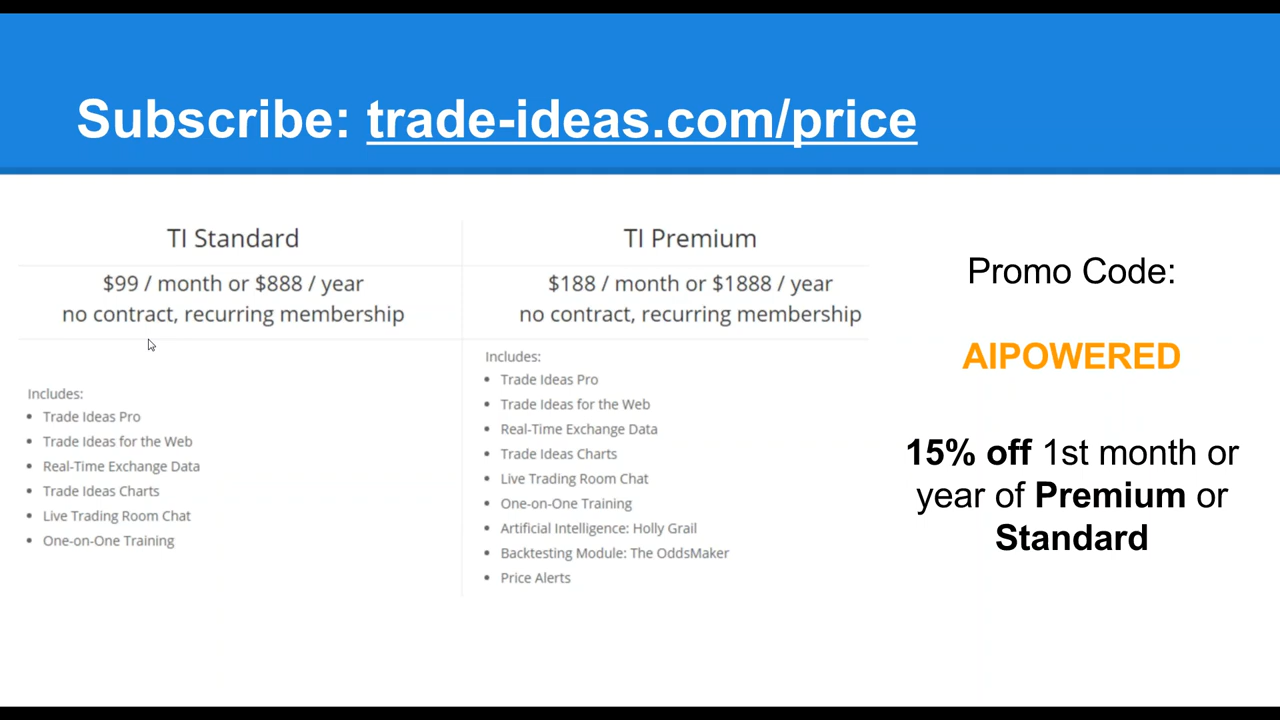 Subscribe: trade-ideas.com/price
TI Standard
$99 / month or $888 / year
no contract, recurring membership
Includes:
Trade Ideas Pro
Trade Ideas for the Web
Real-Time Exchange Data
Trade Ideas Charts
Live Trading Room Chat
One-on-One Training
TI Premium
$188 / month or $1888 / year
no contract, recurring membership
Includes:
Trade Ideas Pro
Trade Ideas for the Web
Real-Time Exchange Data
Trade Ideas Charts
Live Trading Room Chat
One-on-One Training
Artificial Intelligence: Holly Grail
Backtesting Module: The OddsMaker
Price Alerts
Promo Code:
AIPOWERED
15% off 1st month or
year of Premium or
Standard